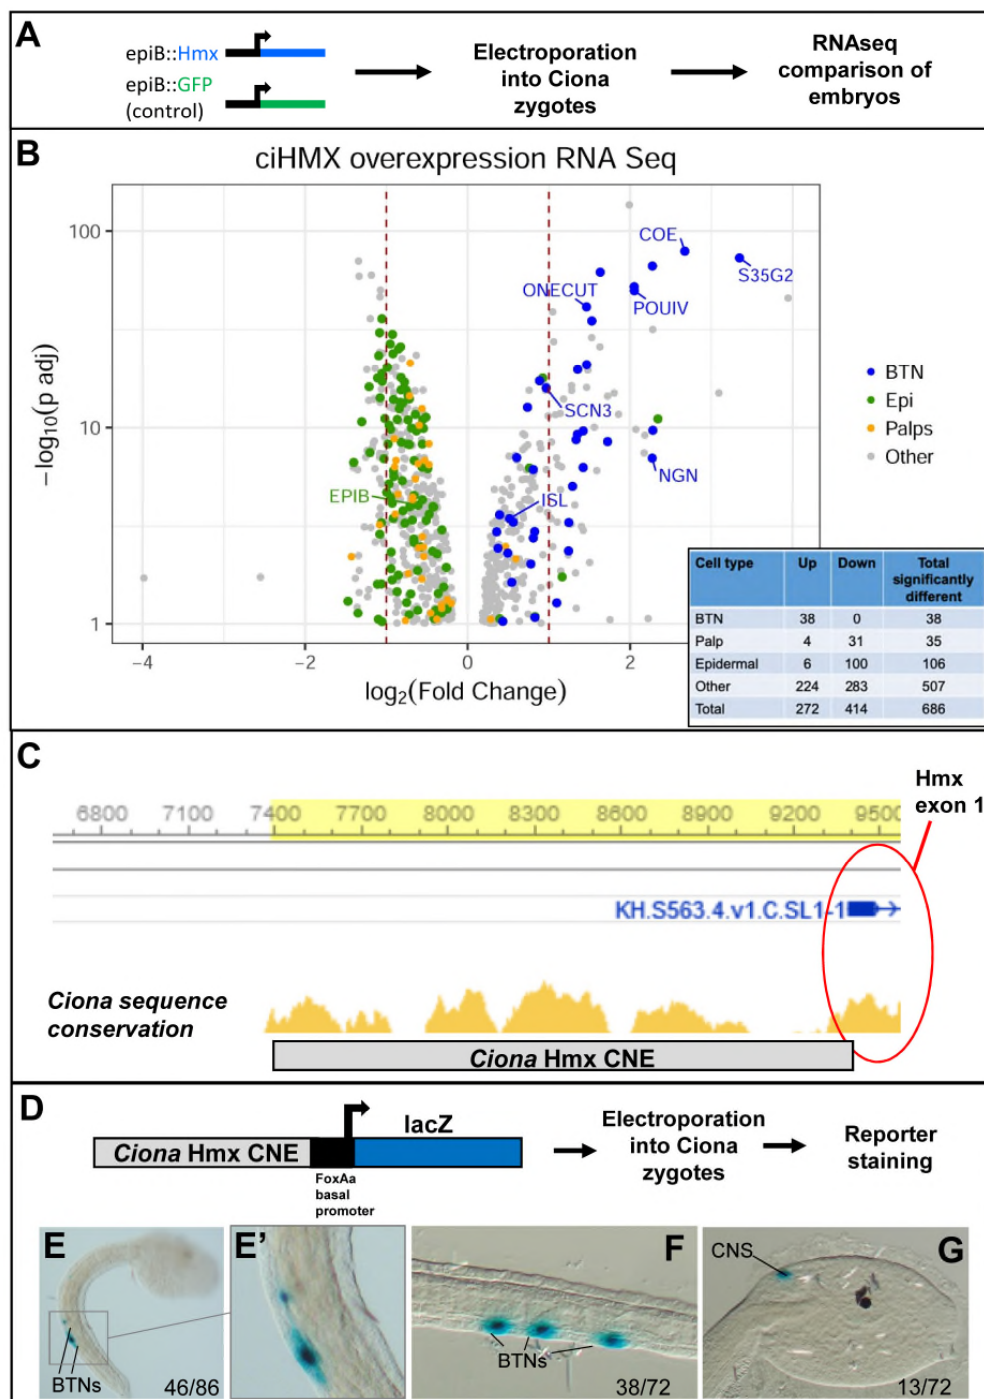 A
epiB::Hmx
epiB::GFP
(control)
Electroporation
into Ciona
zygotes
RNAseq
comparison of
embryos
B
ciHMX overexpression RNA Seq
−log10(p adj)
100
10
1
−4
−2
0
2
log2(Fold Change)
COE
S35G2
ONECUT
POUIV
SCN3
NGN
ISL
EPIB
BTN
Epi
Palps
Other
Cell type Up Down Total significantly different
BTN 38 0 38
Palp 4 31 35
Epidermal 6 100 106
Other 224 283 507
Total 272 414 686
C
6800 7100 7400 7700 8000 8300 8600 8900 9200 9500
Hmx
exon 1
KH.S563.4.v1.C.SL1-1
Ciona sequence
conservation
Ciona Hmx CNE
D
Ciona Hmx CNE
FoxAa
basal
promoter
lacZ
Electroporation
into Ciona
zygotes
Reporter
staining
E
BTNs
46/86
E'
F
BTNs
38/72
G
CNS
13/72